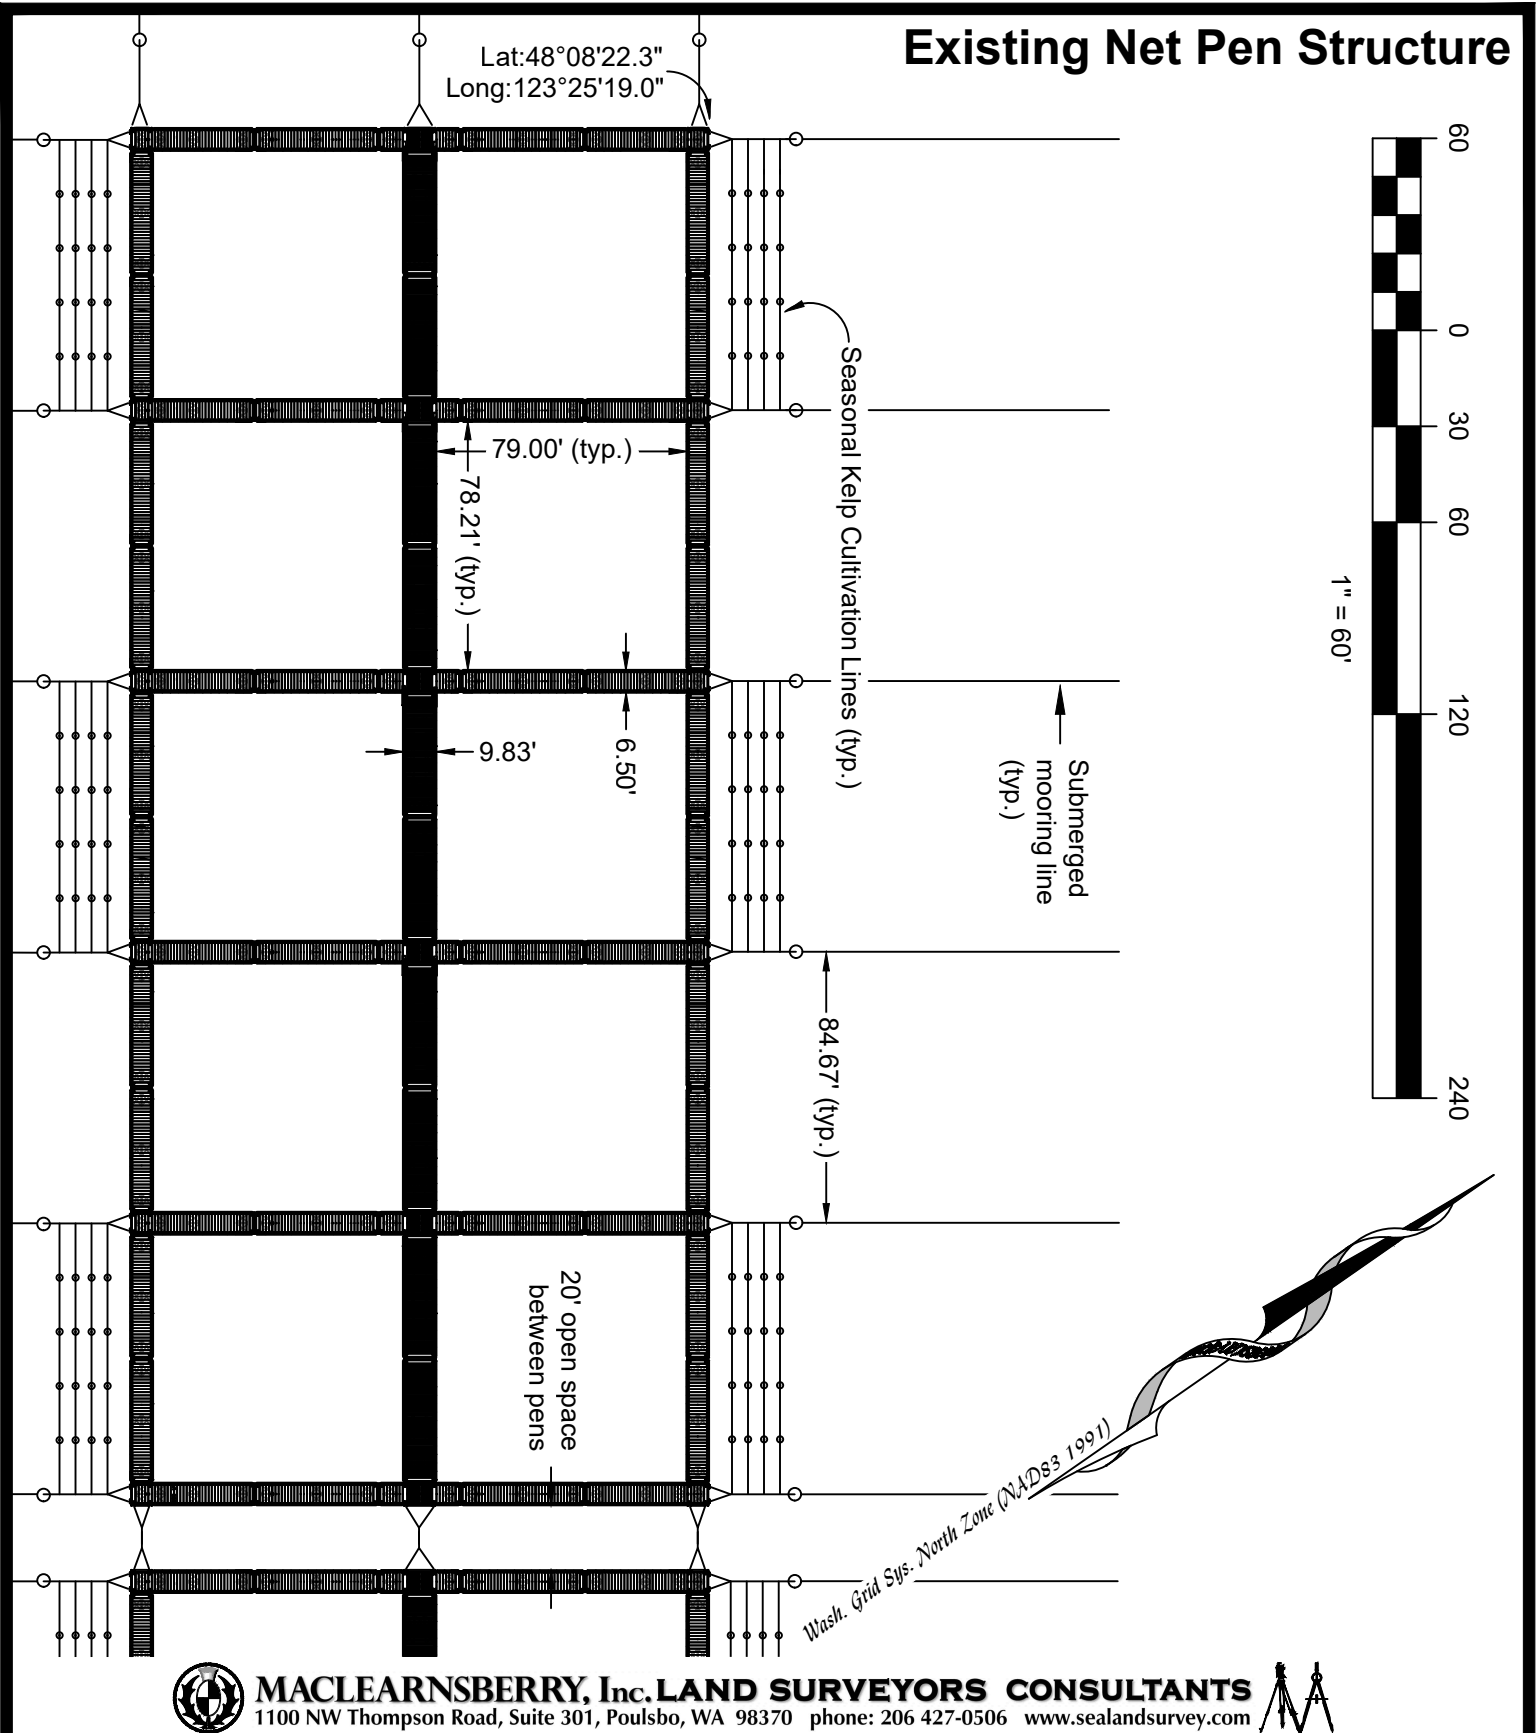 Existing Net Pen Structure
Lat:48°08'22.3"
Long:123°25'19.0"
60
0
30
60
120
240
1" = 60'
Seasonal Kelp Cultivation Lines (typ.)
79.00' (typ.)
78.21' (typ.)
9.83'
6.50'
Submerged
mooring line
(typ.)
84.67' (typ.)
20' open space
between pens
Wash. Grid Sys. North Zone (NAD83 1991)
MACLEARNSBERRY, Inc. LAND SURVEYORS CONSULTANTS
1100 NW Thompson Road, Suite 301, Poulsbo, WA 98370 phone: 206 427-0506 www.sealandsurvey.com